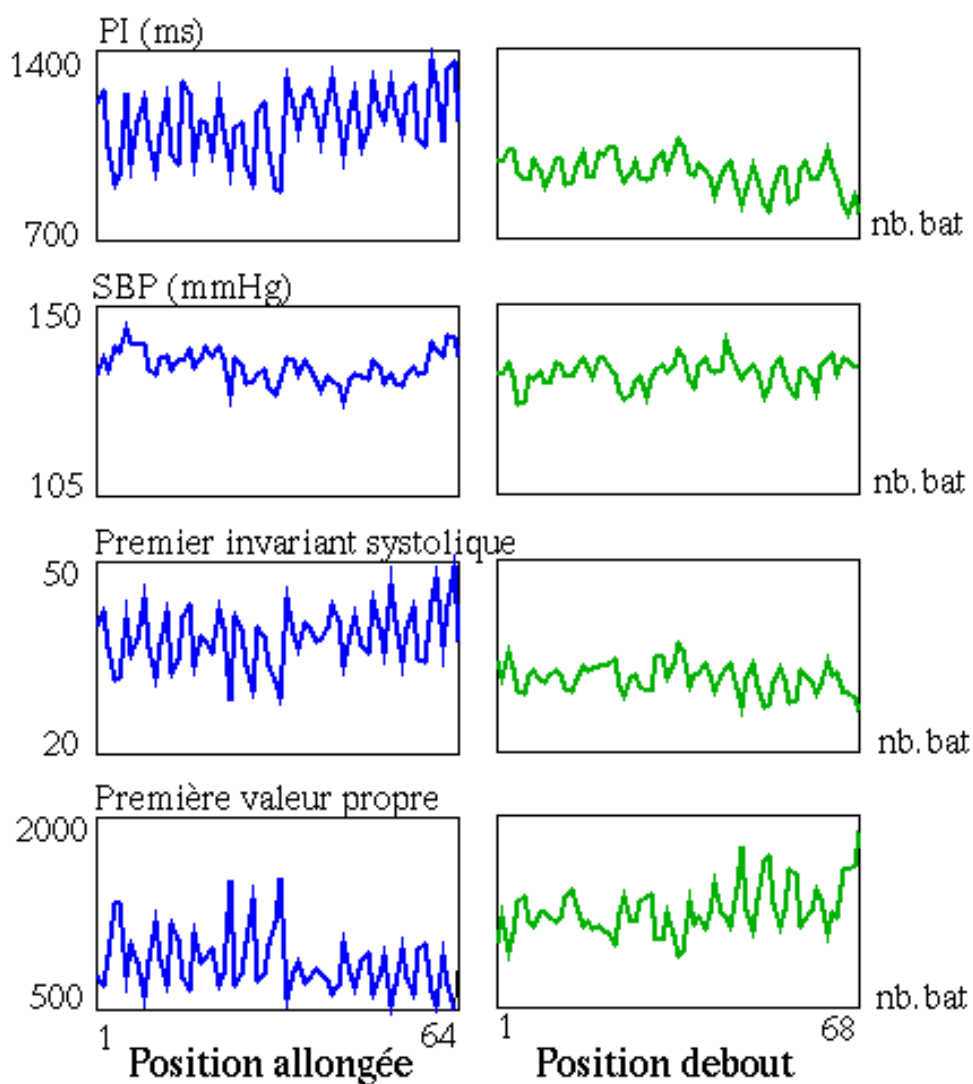 PI (ms)
1400
700
nb. bat
SBP (mmHg)
150
105
nb. bat
Premier invariant systolique
50
20
nb. bat
Première valeur propre
2000
500
nb. bat
1 64 1 68
Position allongée Position debout